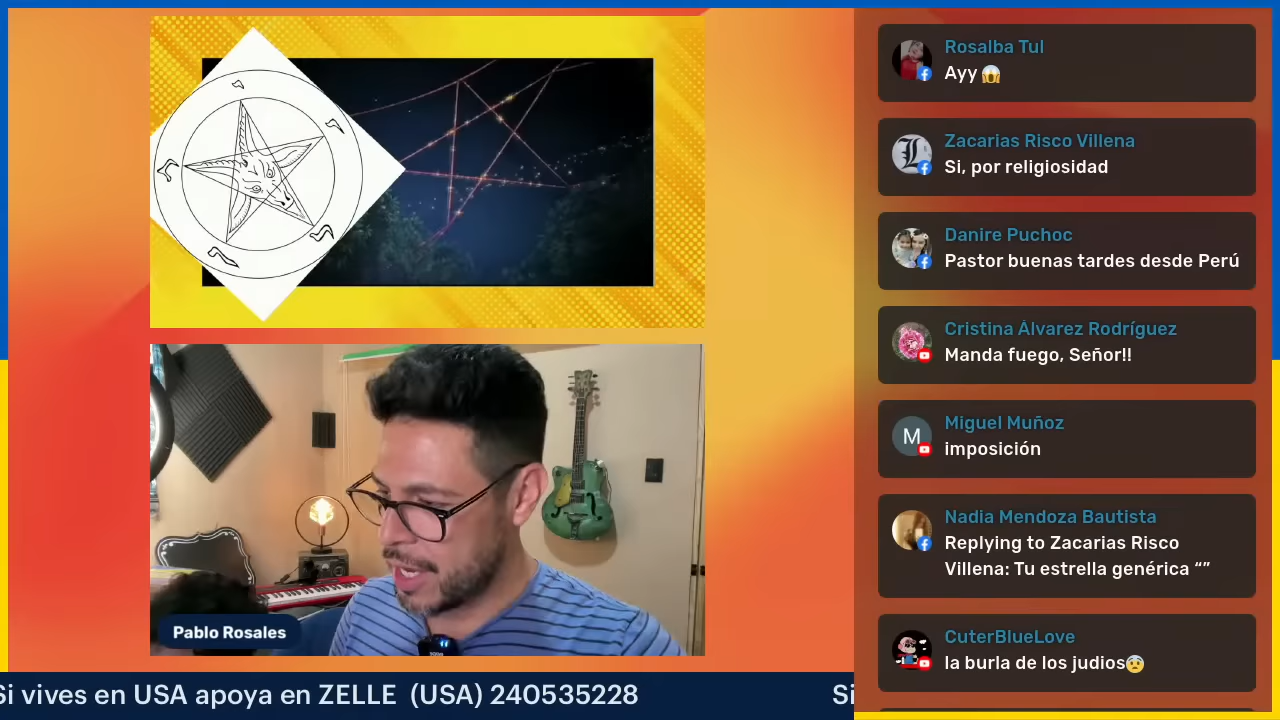 Rosalba Tul
Ayy 😱
Zacarias Risco Villena
Si, por religiosidad
Danire Puchoc
Pastor buenas tardes desde Perú
Cristina Álvarez Rodríguez
Manda fuego, Señor!!
M
Miguel Muñoz
imposición
Nadia Mendoza Bautista
Replying to Zacarias Risco
Villena: Tu estrella genérica “”
CuterBlueLove
la burla de los judios😨
Pablo Rosales
Si vives en USA apoya en ZELLE (USA) 240535228
Si